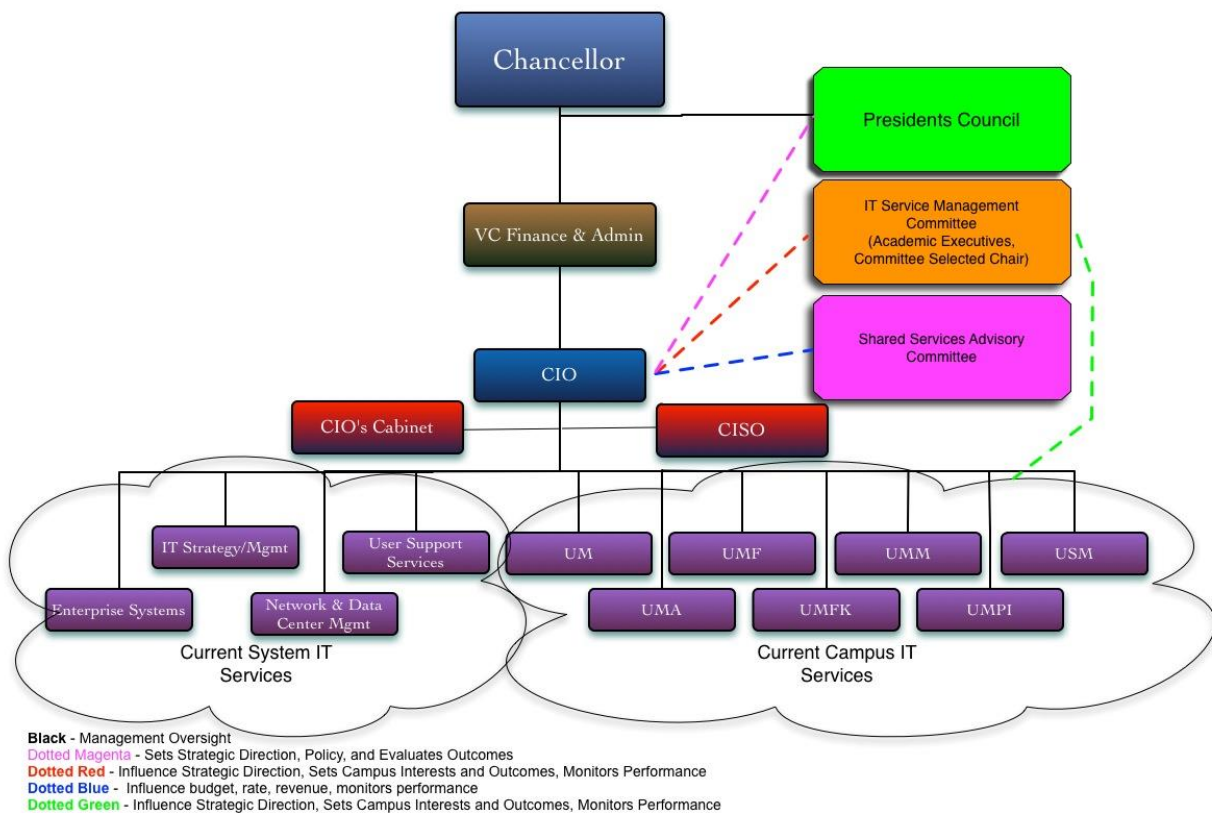 Chancellor
Presidents Council
IT Service Management
Committee
(Academic Executives,
Committee Selected Chair)
VC Finance & Admin
Shared Services Advisory
Committee
CIO
CIO's Cabinet
CISO
IT Strategy/Mgmt
User Support
Services
Enterprise Systems
Network & Data
Center Mgmt
Current System IT
Services
UM
UMF
UMM
USM
UMA
UMFK
UMPI
Current Campus IT
Services
Black - Management Oversight
Dotted Magenta - Sets Strategic Direction, Policy, and Evaluates Outcomes
Dotted Red - Influence Strategic Direction, Sets Campus Interests and Outcomes, Monitors Performance
Dotted Blue - Influence budget, rate, revenue, monitors performance
Dotted Green - Influence Strategic Direction, Sets Campus Interests and Outcomes, Monitors Performance